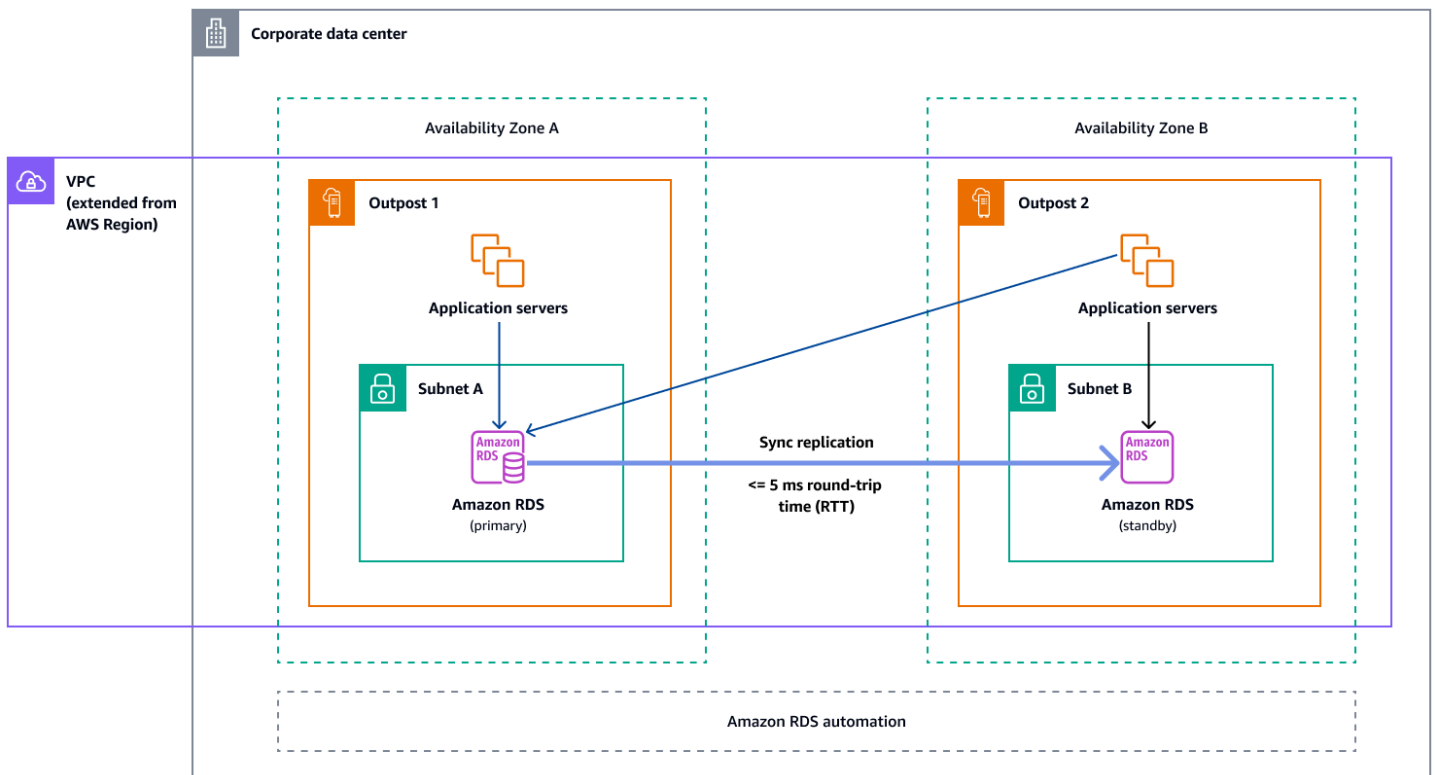 Corporate data center
Availability Zone A
Availability Zone B
VPC
(extended from
AWS Region)
Outpost 1
Outpost 2
Application servers
Application servers
Subnet A
Subnet B
Amazon
RDS
Sync replication
Amazon
RDS
<= 5 ms round-trip
time (RTT)
Amazon RDS
(primary)
Amazon RDS
(standby)
Amazon RDS automation